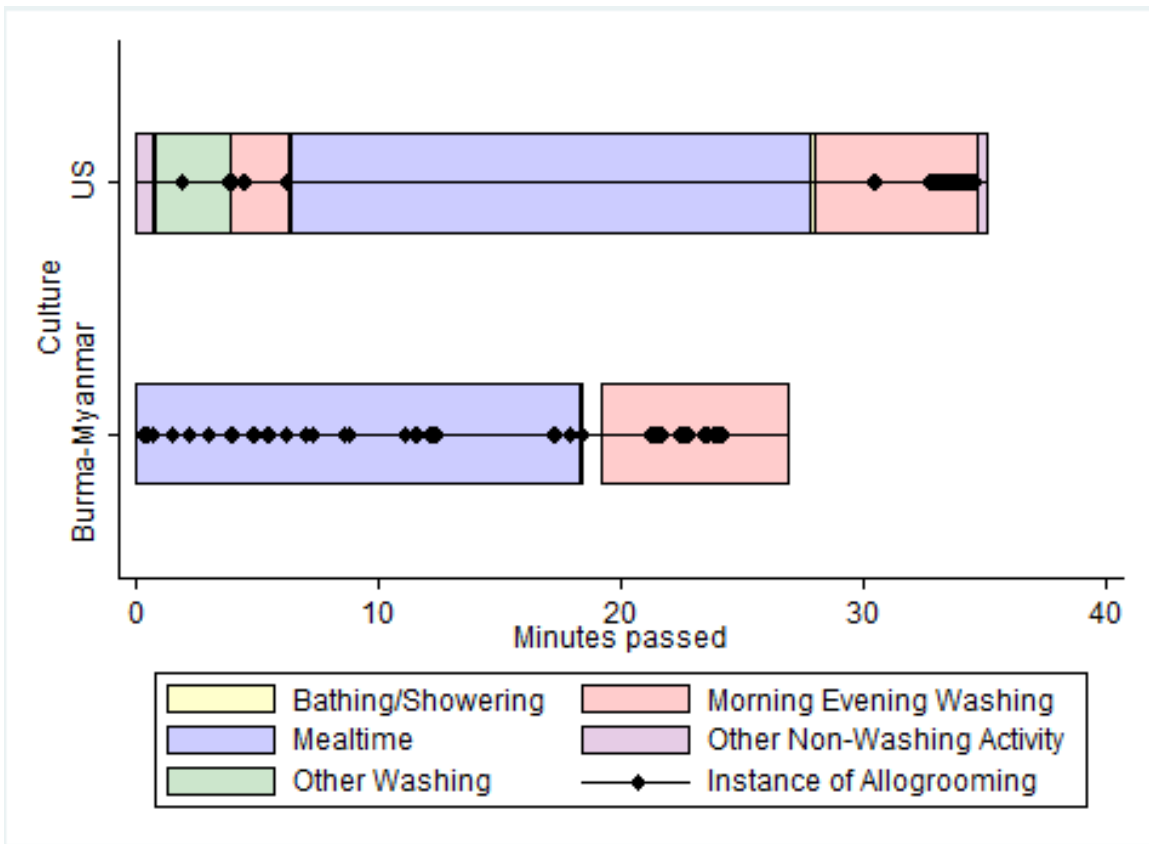 US
Burma-Myanmar
Culture
0 10 20 30 40
Minutes passed
Bathing/Showering
Morning Evening Washing
Mealtime
Other Non-Washing Activity
Other Washing
Instance of Allogrooming